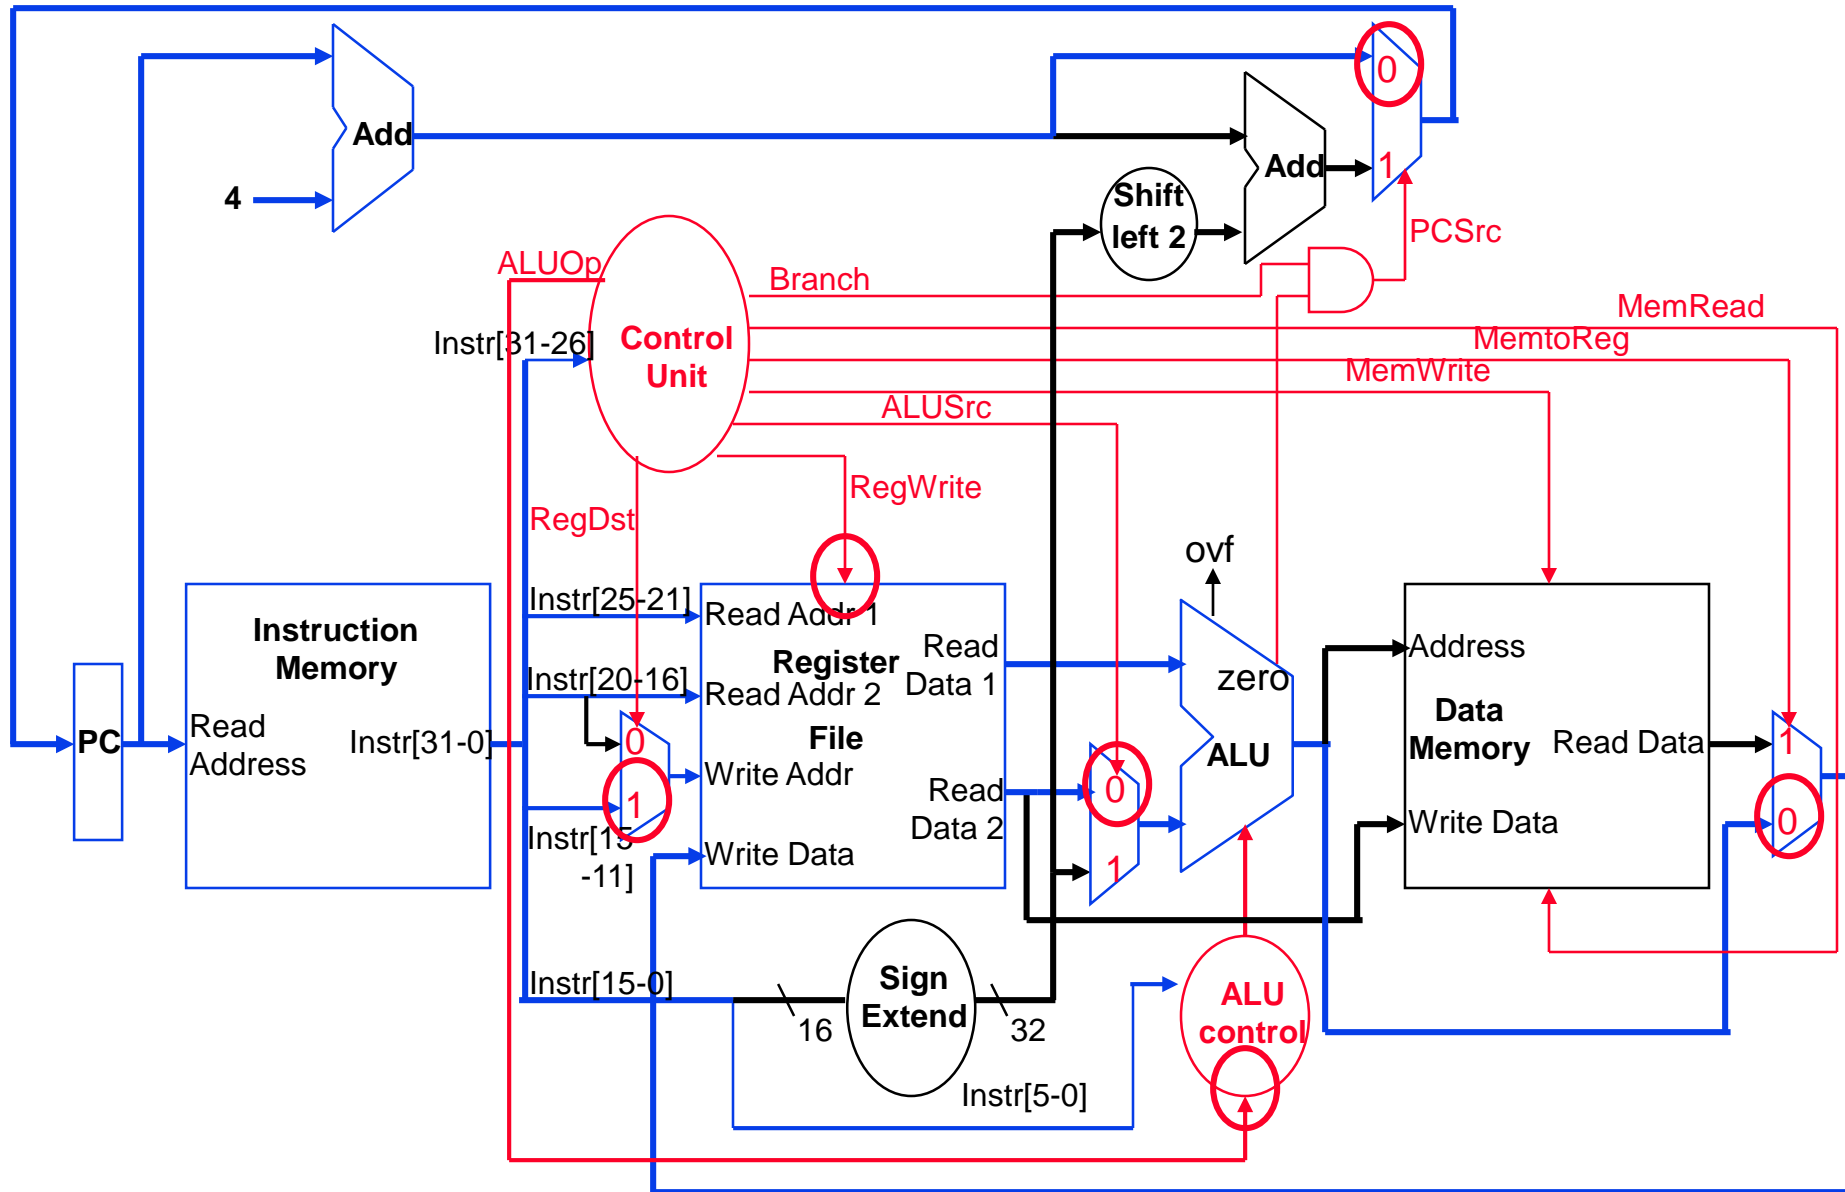 0
Add
Add
1
4
Shift
left 2
PCSrc
ALUOp
Branch
MemRead
Instr[31-26]
Control
Unit
MemtoReg
MemWrite
ALUSrc
RegWrite
RegDst
ovf
Instr[25-21]
Read Addr 1
Instruction
Memory
Register
Read
Data 1
Address
Instr[20-16]
Read Addr 2
zero
PC
Read
Address
Instr[31-0]
0
File
ALU
Data
Memory
Read Data
1
Write Addr
1
Read
Data 2
0
Write Data
0
Instr[15
-11]
Write Data
1
Instr[15-0]
Sign
Extend
16
32
ALU
control
Instr[5-0]